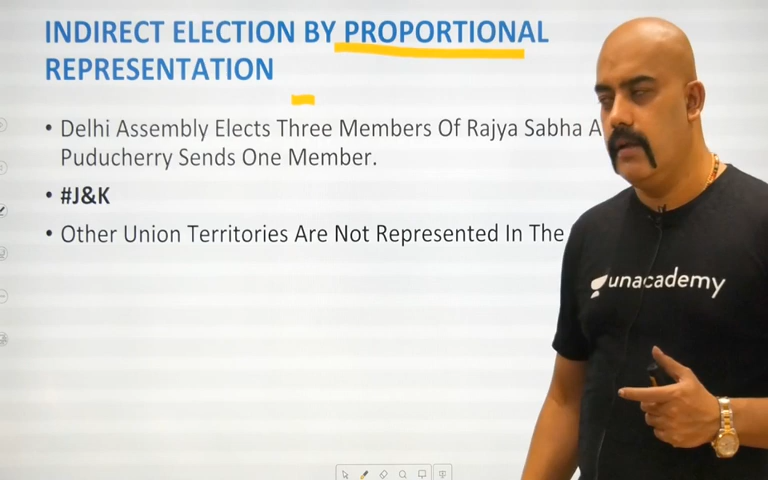 INDIRECT ELECTION BY PROPORTIONAL
REPRESENTATION
• Delhi Assembly Elects Three Members Of Rajya Sabha A
Puducherry Sends One Member.
• #J&K
• Other Union Territories Are Not Represented In The
unacademy